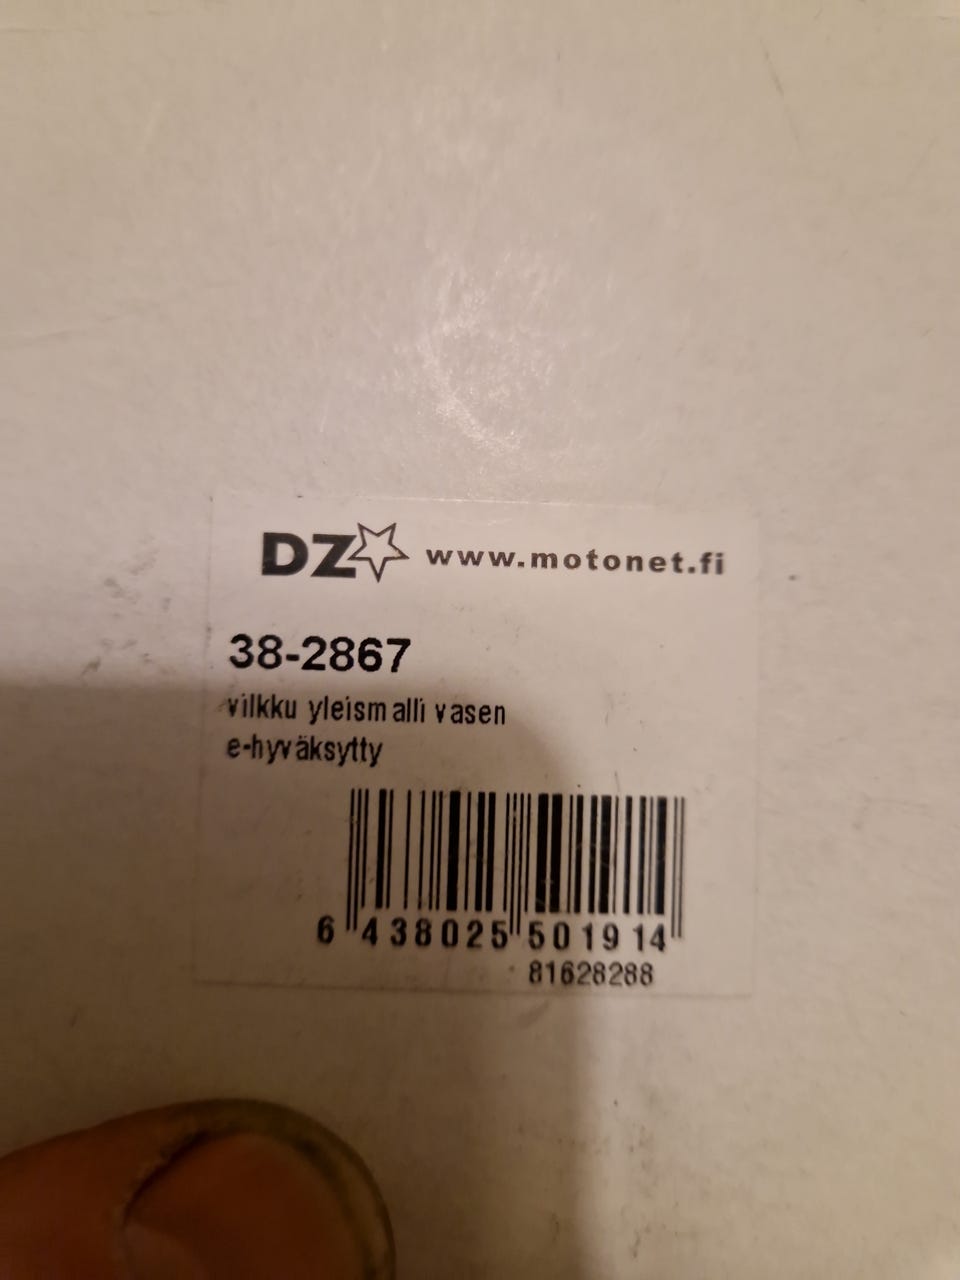 DZ www.motonet.fi
38-2867
vilkku yleismalli vasen
e-hyväksytty
6 438025 501914
81628288